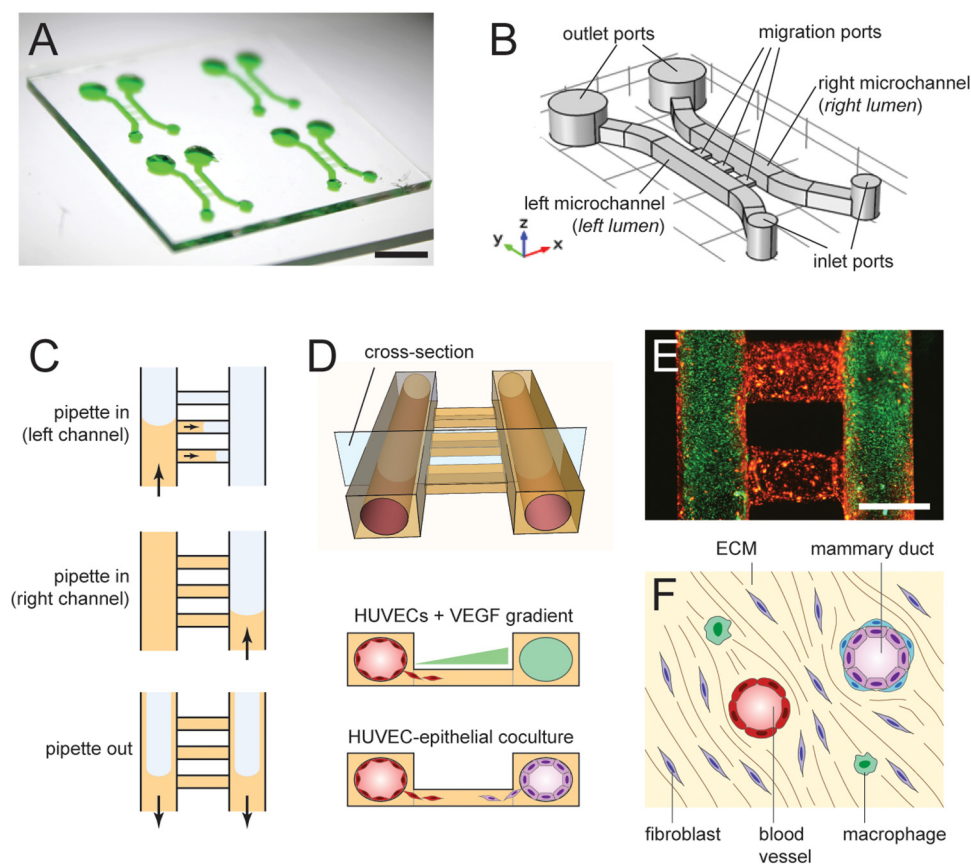 A
B
outlet ports
migration ports
right microchannel
(right lumen)
left microchannel
(left lumen)
z
y
x
inlet ports
C
pipette in
(left channel)
pipette in
(right channel)
pipette out
D
cross-section
HUVECs + VEGF gradient
HUVEC-epithelial coculture
E
ECM
mammary duct
F
fibroblast
blood
vessel
macrophage